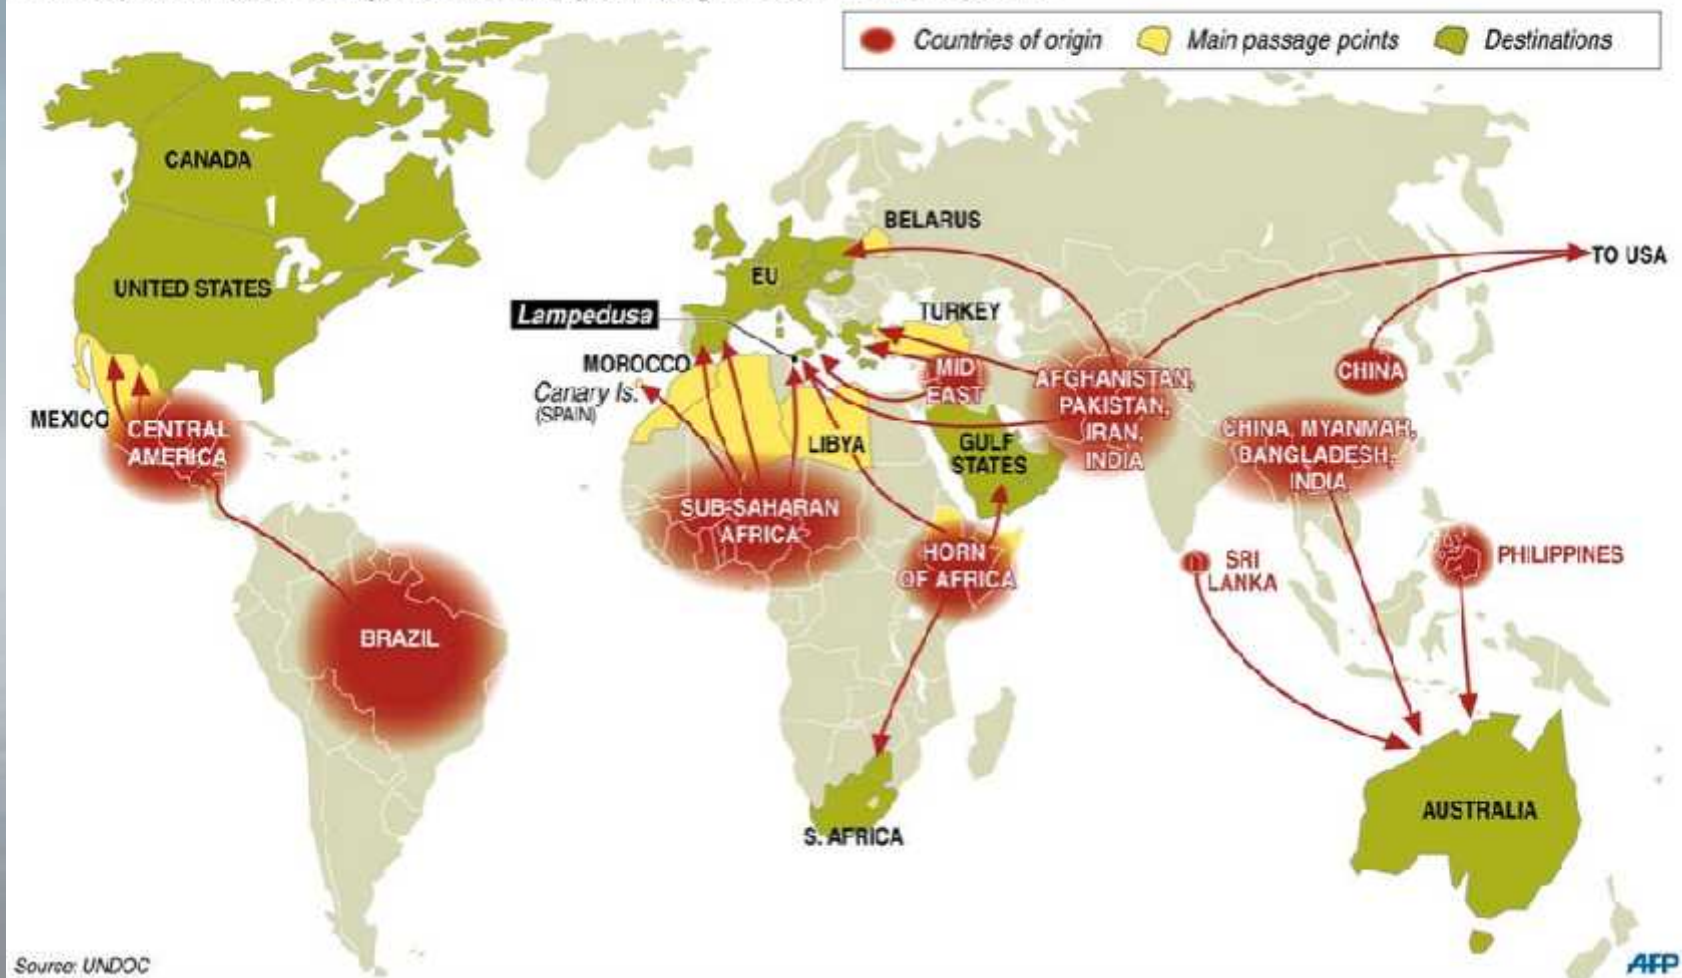 Countries of origin
Main passage points
Destinations
CANADA
UNITED STATES
MEXICO
CENTRAL
AMERICA
BRAZIL
BELARUS
EU
TURKEY
Lampedusa
MOROCCO
Canary Is.
(SPAIN)
LIBYA
MID
EAST
GULF
STATES
AFGHANISTAN,
PAKISTAN,
IRAN,
INDIA
TO USA
CHINA
CHINA, MYANMAR,
BANGLADESH,
INDIA
SUB-SAHARAN
AFRICA
HORN
OF AFRICA
SRI
LANKA
PHILIPPINES
S. AFRICA
AUSTRALIA
Source: UNDOC
AFP